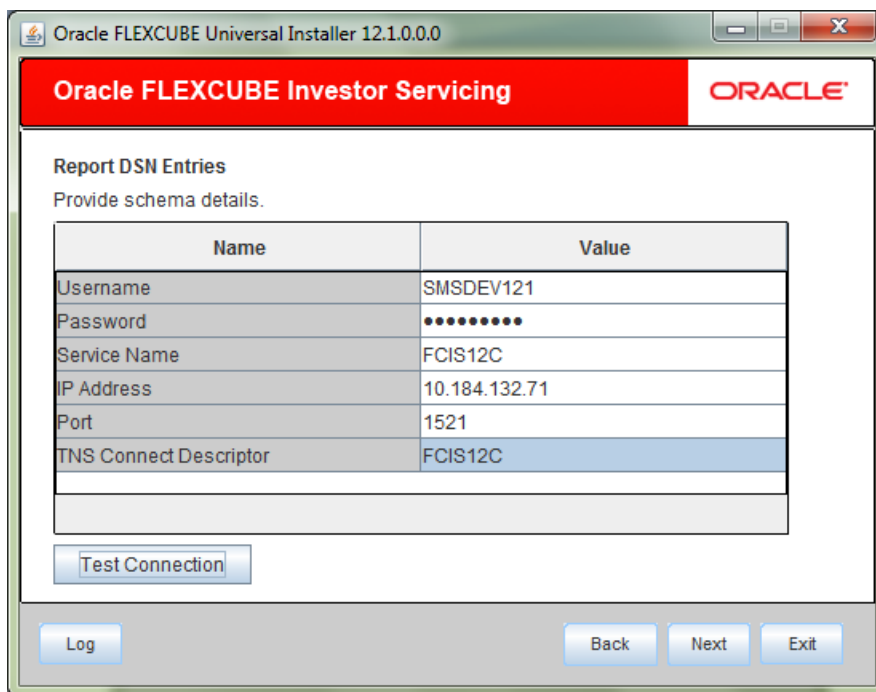 Oracle FLEXCUBE Universal Installer 12.1.0.0.0
Oracle FLEXCUBE Investor Servicing
ORACLE
Report DSN Entries
Provide schema details.
Name Value
Username SMSDEV121
Password •••••••••
Service Name FCIS12C
IP Address 10.184.132.71
Port 1521
TNS Connect Descriptor FCIS12C
Test Connection
Log Back Next Exit